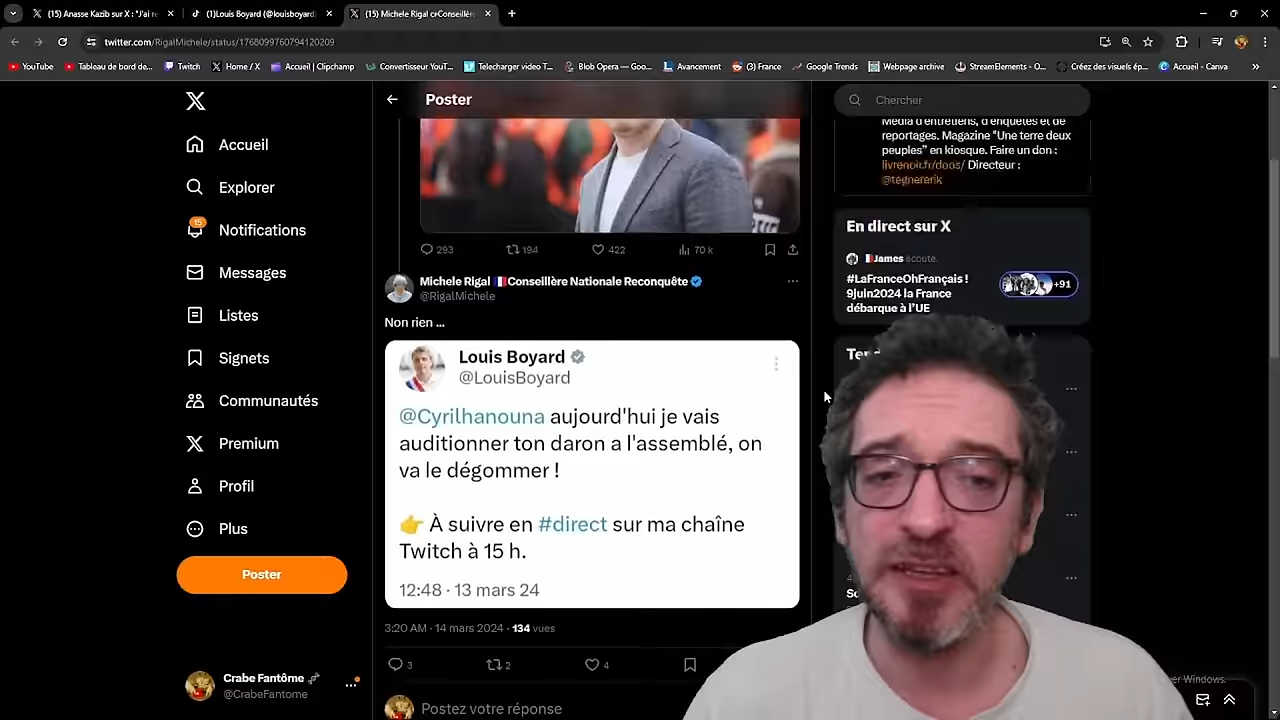 (15) Anasse Kazib sur X : "J'ai re
(1)Louis Boyard (@louisboyard)
(15) Michele Rigal Conseillèr
twitter.com/RigalMichele/status/1768099760794120209
YouTube
Tableau de bord de...
Twitch
Home / X
Accueil | Clipchamp
Convertisseur YouT...
Telecharger video T...
Blob Opera — Goo...
Avancement
(3) France
Google Trends
Webpage archive
StreamElements - O...
Créez des visuels ép...
Accueil - Canva
Accueil
Explorer
15
Notifications
Messages
Listes
Signets
Communautés
Premium
Profil
Plus
Poster
Crabe Fantôme
@CrabeFantome
Poster
293
194
422
70 k
Michele Rigal 🇫🇷Conseillère Nationale Reconquête
@RigalMichele
Non rien ...
Louis Boyard
@LouisBoyard
@Cyrilhanouna aujourd'hui je vais
auditionner ton daron a l'assemblé, on
va le dégommer !
👉 À suivre en #direct sur ma chaîne
Twitch à 15 h.
12:48 · 13 mars 24
3:20 AM · 14 mars 2024 · 134 vues
3
2
4
Postez votre réponse
Chercher
Média d'entretiens, d'enquêtes et de
reportages. Magazine "Une terre deux
peuples" en kiosque. Faire un don :
livrenoir.fr/dons/ Directeur :
@tegnererik
En direct sur X
🇫🇷James écoute.
#LaFranceOhFrançais !
9juin2024 la France
débarque à l'UE
+91
er Windows.